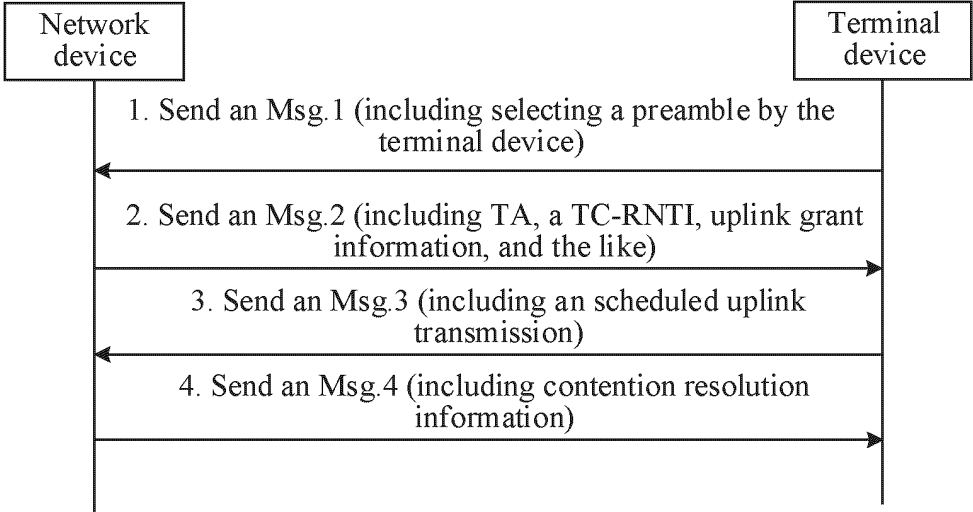 Network
device
Terminal
device
1. Send an Msg.1 (including selecting a preamble by the
terminal device)
2. Send an Msg.2 (including TA, a TC-RNTI, uplink grant
information, and the like)
3. Send an Msg.3 (including an scheduled uplink
transmission)
4. Send an Msg.4 (including contention resolution
information)